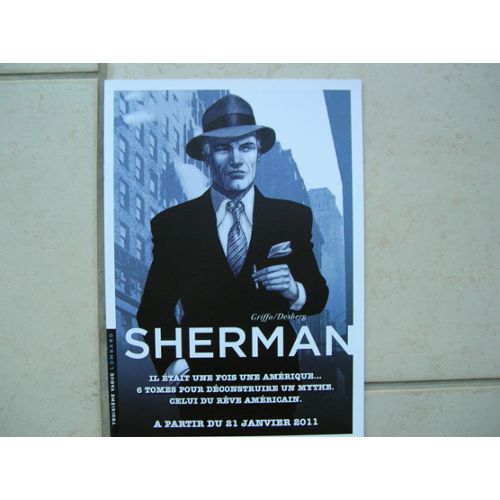 Griffo/Desberg
SHERMAN
IL ÉTAIT UNE FOIS UNE AMÉRIQUE...
6 TOMES POUR DÉCONSTRUIRE UN MYTHE.
CELUI DU RÊVE AMÉRICAIN.
A PARTIR DU 21 JANVIER 2011
TROISIÈME VAGUE LOMBARD